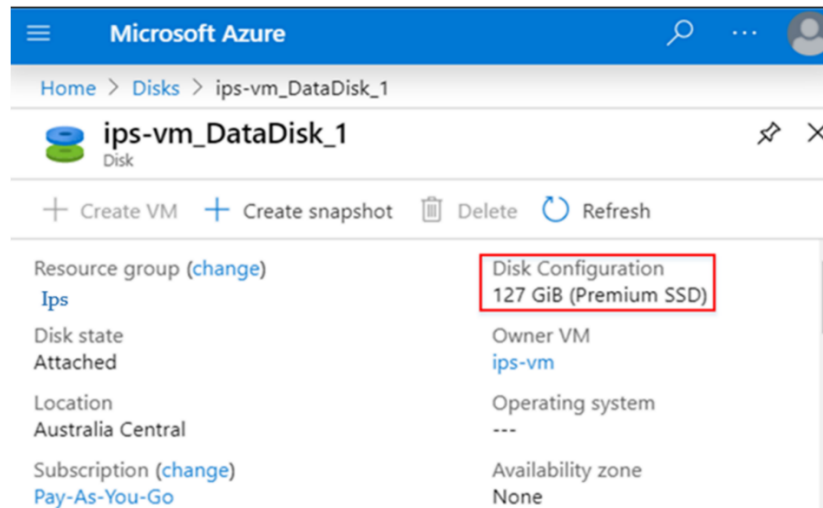 Microsoft Azure
Home > Disks > ips-vm_DataDisk_1
ips-vm_DataDisk_1
Disk
Create VM Create snapshot Delete Refresh
Resource group (change)
Ips
Disk state
Attached
Location
Australia Central
Subscription (change)
Pay-As-You-Go
Disk Configuration
127 GiB (Premium SSD)
Owner VM
ips-vm
Operating system
---
Availability zone
None